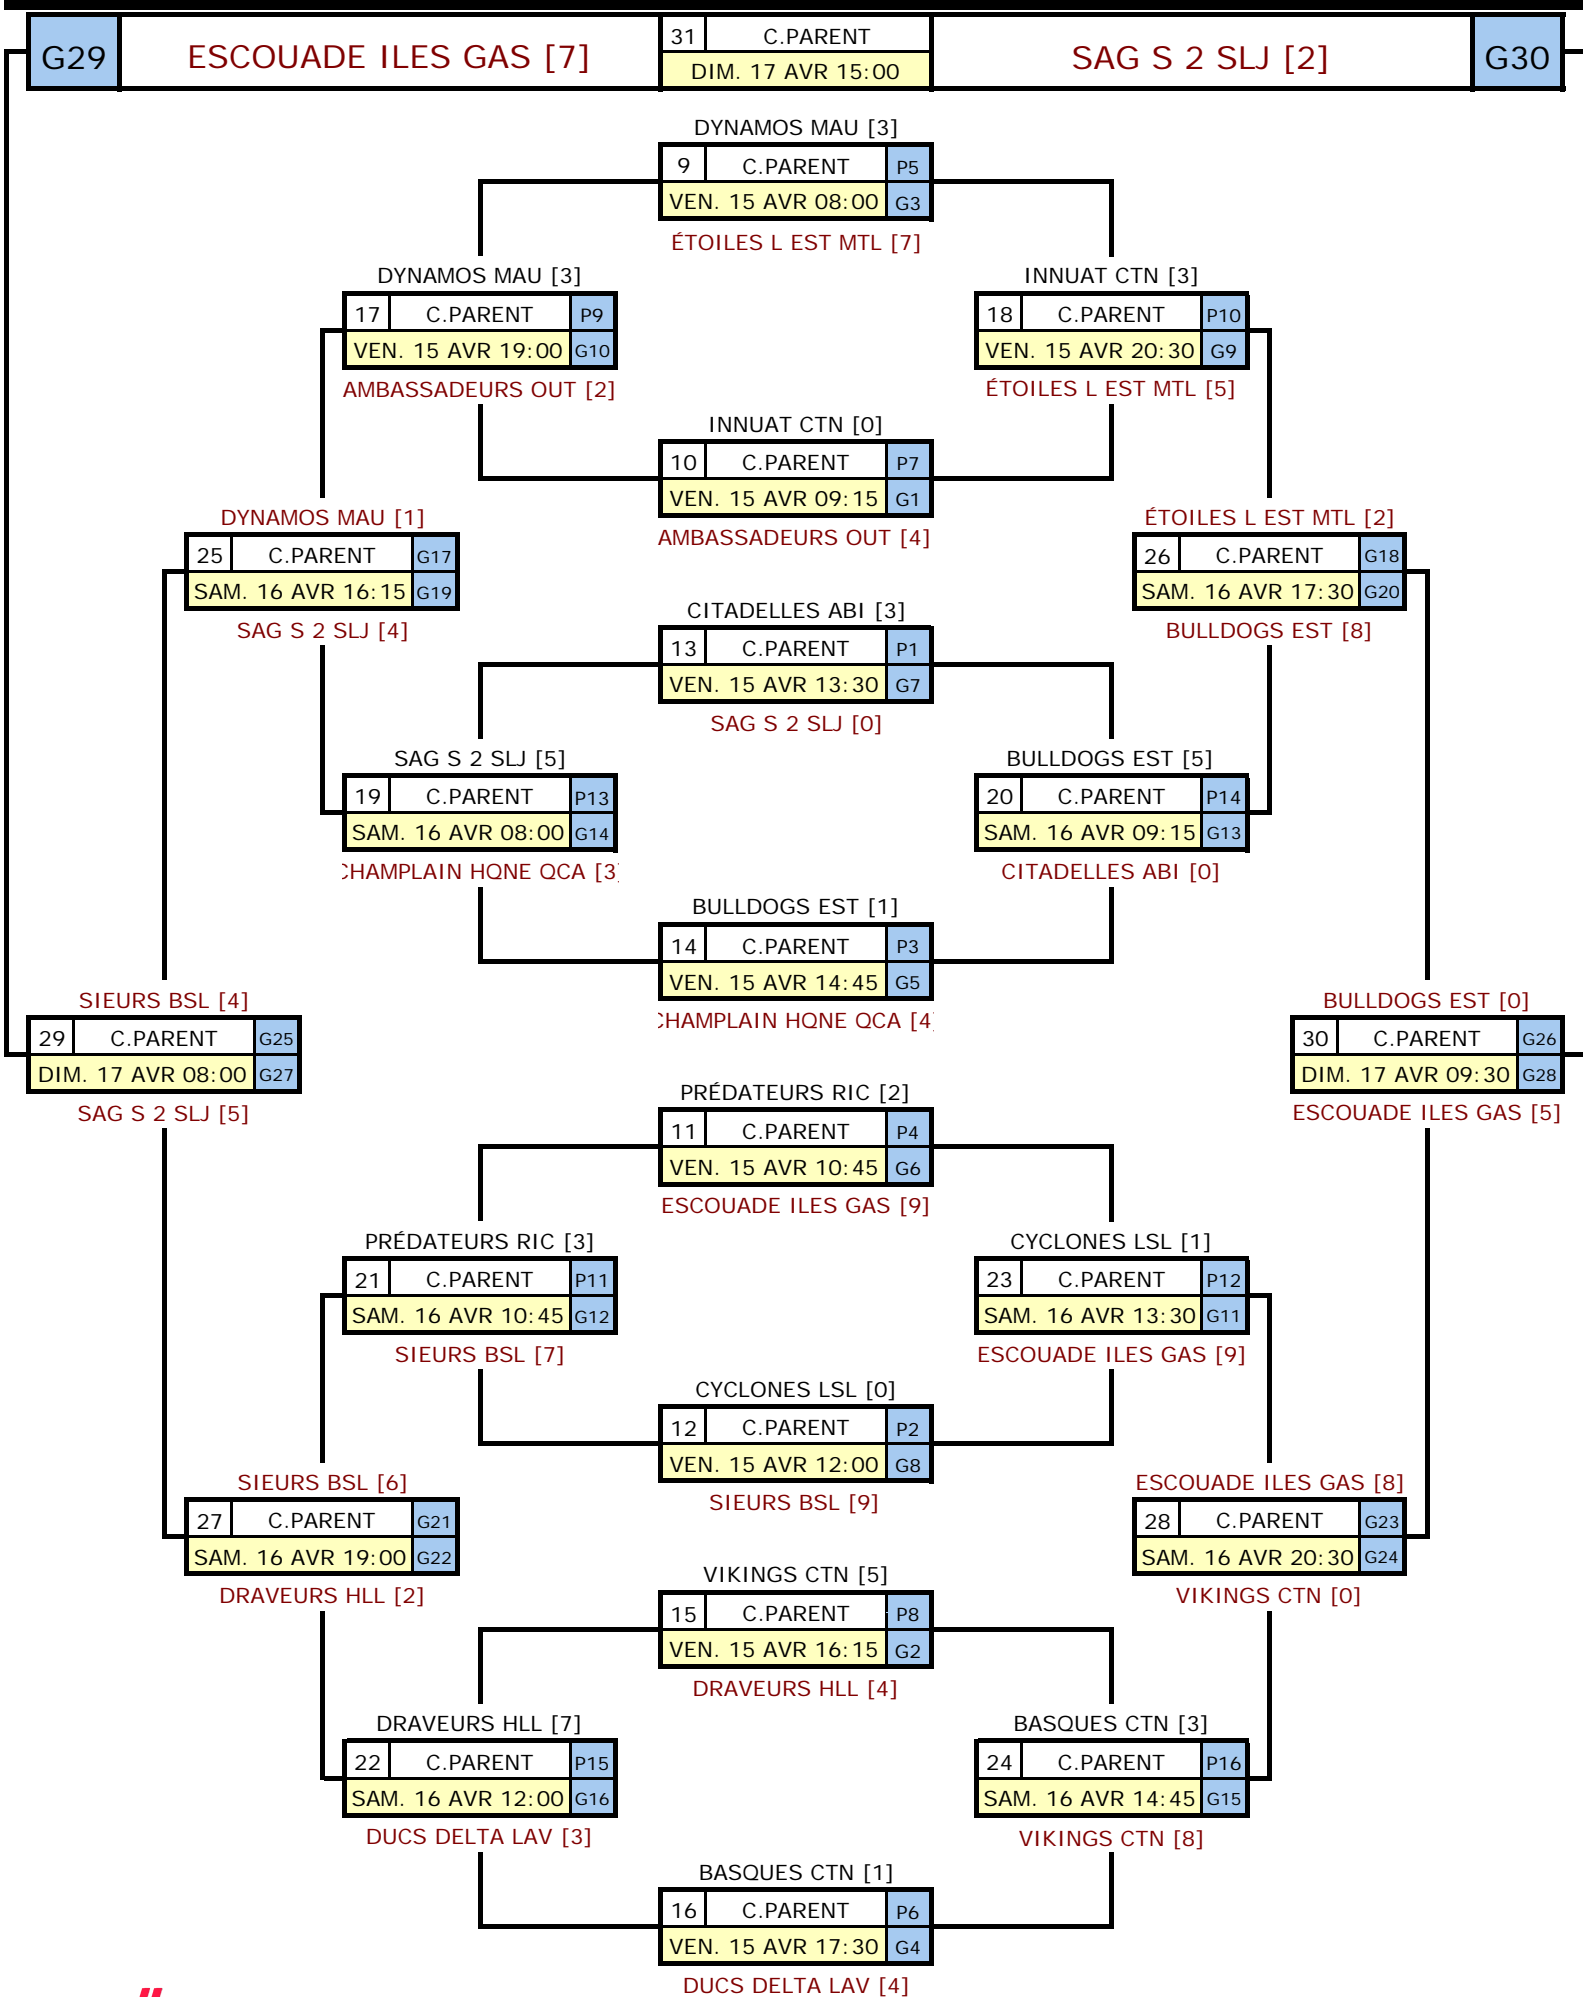 G29 ESCOUADE ILES GAS [7] 31 C.PARENT SAG S 2 SLJ [2] G30
DIM. 17 AVR 15:00
DYNAMOS MAU [3]
9 C.PARENT P5
VEN. 15 AVR 08:00 G3
ÉTOILES L EST MTL [7]
DYNAMOS MAU [3]
17 C.PARENT P9
VEN. 15 AVR 19:00 G10
AMBASSADEURS OUT [2]
INNUAT CTN [3]
18 C.PARENT P10
VEN. 15 AVR 20:30 G9
ÉTOILES L EST MTL [5]
INNUAT CTN [0]
10 C.PARENT P7
VEN. 15 AVR 09:15 G1
AMBASSADEURS OUT [4]
DYNAMOS MAU [1]
25 C.PARENT G17
SAM. 16 AVR 16:15 G19
SAG S 2 SLJ [4]
ÉTOILES L EST MTL [2]
26 C.PARENT G18
SAM. 16 AVR 17:30 G20
BULLDOGS EST [8]
CITADELLES ABI [3]
13 C.PARENT P1
VEN. 15 AVR 13:30 G7
SAG S 2 SLJ [0]
SAG S 2 SLJ [5]
19 C.PARENT P13
SAM. 16 AVR 08:00 G14
CHAMPLAIN HQNE QCA [3]
BULLDOGS EST [5]
20 C.PARENT P14
SAM. 16 AVR 09:15 G13
CITADELLES ABI [0]
BULLDOGS EST [1]
14 C.PARENT P3
VEN. 15 AVR 14:45 G5
CHAMPLAIN HQNE QCA [4]
SIEURS BSL [4]
29 C.PARENT G25
DIM. 17 AVR 08:00 G27
SAG S 2 SLJ [5]
BULLDOGS EST [0]
30 C.PARENT G26
DIM. 17 AVR 09:30 G28
ESCOUADE ILES GAS [5]
PRÉDATEURS RIC [2]
11 C.PARENT P4
VEN. 15 AVR 10:45 G6
ESCOUADE ILES GAS [9]
PRÉDATEURS RIC [3]
21 C.PARENT P11
SAM. 16 AVR 10:45 G12
SIEURS BSL [7]
CYCLONES LSL [1]
23 C.PARENT P12
SAM. 16 AVR 13:30 G11
ESCOUADE ILES GAS [9]
CYCLONES LSL [0]
12 C.PARENT P2
VEN. 15 AVR 12:00 G8
SIEURS BSL [9]
SIEURS BSL [6]
27 C.PARENT G21
SAM. 16 AVR 19:00 G22
DRAVEURS HLL [2]
ESCOUADE ILES GAS [8]
28 C.PARENT G23
SAM. 16 AVR 20:30 G24
VIKINGS CTN [0]
VIKINGS CTN [5]
15 C.PARENT P8
VEN. 15 AVR 16:15 G2
DRAVEURS HLL [4]
DRAVEURS HLL [7]
22 C.PARENT P15
SAM. 16 AVR 12:00 G16
DUCS DELTA LAV [3]
BASQUES CTN [3]
24 C.PARENT P16
SAM. 16 AVR 14:45 G15
VIKINGS CTN [8]
BASQUES CTN [1]
16 C.PARENT P6
VEN. 15 AVR 17:30 G4
DUCS DELTA LAV [4]